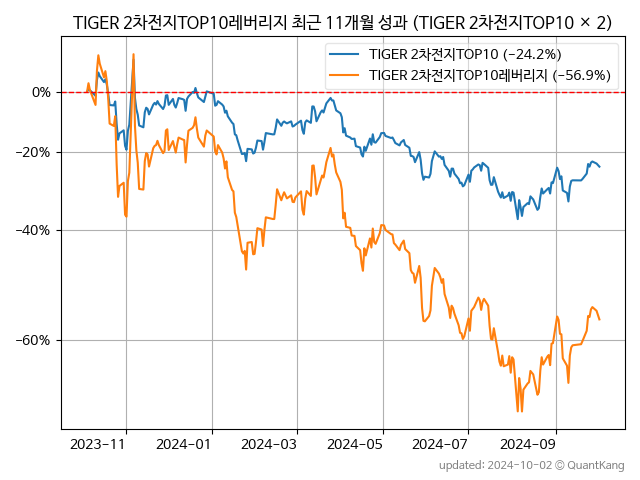 TIGER 2차전지TOP10레버리지 최근 11개월 성과 (TIGER 2차전지TOP10 × 2)
TIGER 2차전지TOP10 (−24.2%)
TIGER 2차전지TOP10레버리지 (−56.9%)
0%
−20%
−40%
−60%
2023-11
2024-01
2024-03
2024-05
2024-07
2024-09
updated: 2024-10-02 © QuantKang